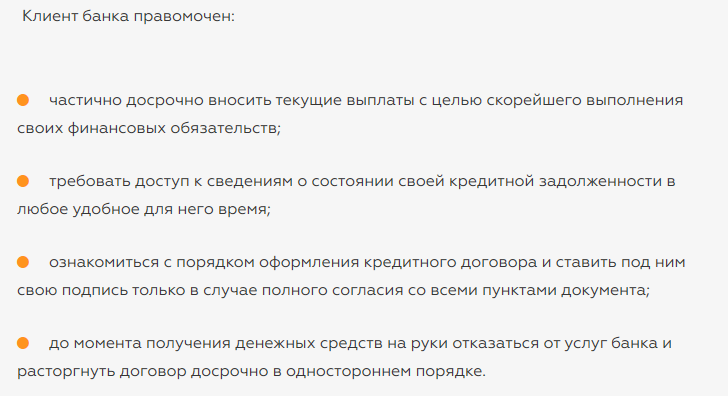 Клиент банка правомочен:
частично досрочно вносить текущие выплаты с целью скорейшего выполнения
своих финансовых обязательств;
требовать доступ к сведениям о состоянии своей кредитной задолженности в
любое удобное для него время;
ознакомиться с порядком оформления кредитного договора и ставить под ним
свою подпись только в случае полного согласия со всеми пунктами документа;
до момента получения денежных средств на руки отказаться от услуг банка и
расторгнуть договор досрочно в одностороннем порядке.